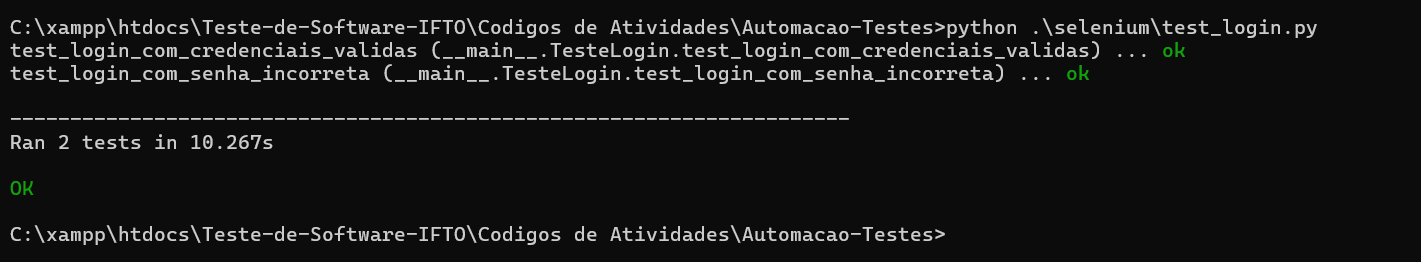 C:\xampp\htdocs\Teste-de-Software-IFTO\Codigos de Atividades\Automacao-Testes>python .\selenium\test_login.py
test_login_com_credenciais_validas (__main__.TesteLogin.test_login_com_credenciais_validas) ... ok
test_login_com_senha_incorreta (__main__.TesteLogin.test_login_com_senha_incorreta) ... ok
----------------------------------------------------------------------
Ran 2 tests in 10.267s
OK
C:\xampp\htdocs\Teste-de-Software-IFTO\Codigos de Atividades\Automacao-Testes>